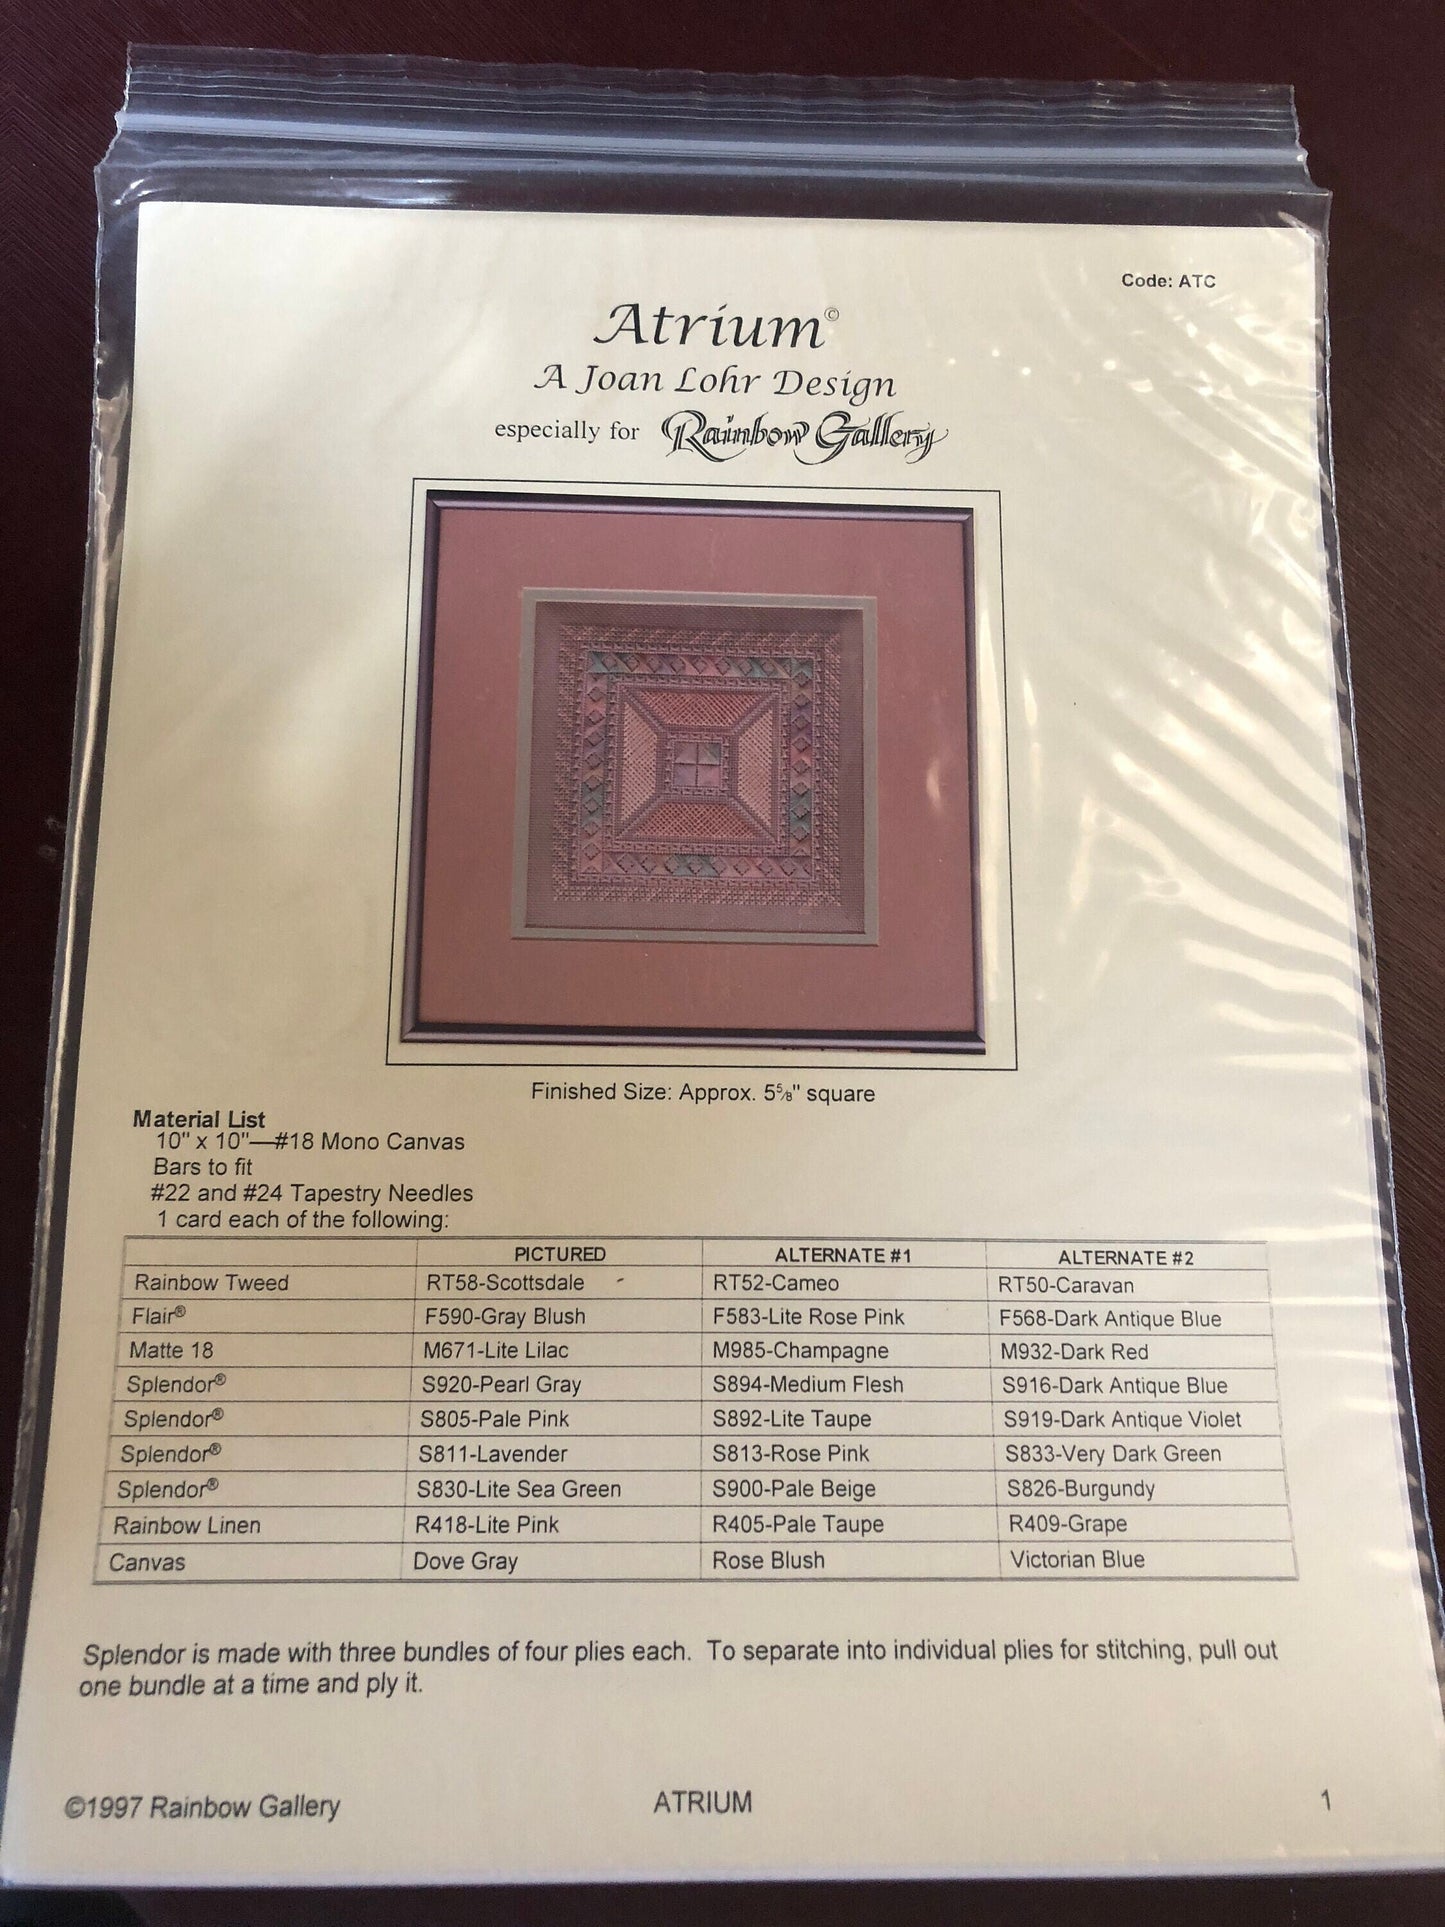 Code: ATC
Atrium©
A Joan Lohr Design
especially for Rainbow Gallery
Finished Size: Approx. 5⅝" square
Material List
10" x 10"—#18 Mono Canvas
Bars to fit
#22 and #24 Tapestry Needles
1 card each of the following:
PICTURED ALTERNATE #1 ALTERNATE #2
Rainbow Tweed RT58-Scottsdale RT52-Cameo RT50-Caravan
Flair® F590-Gray Blush F583-Lite Rose Pink F568-Dark Antique Blue
Matte 18 M671-Lite Lilac M985-Champagne M932-Dark Red
Splendor® S920-Pearl Gray S894-Medium Flesh S916-Dark Antique Blue
Splendor® S805-Pale Pink S892-Lite Taupe S919-Dark Antique Violet
Splendor® S811-Lavender S813-Rose Pink S833-Very Dark Green
Splendor® S830-Lite Sea Green S900-Pale Beige S826-Burgundy
Rainbow Linen R418-Lite Pink R405-Pale Taupe R409-Grape
Canvas Dove Gray Rose Blush Victorian Blue
Splendor is made with three bundles of four plies each. To separate into individual plies for stitching, pull out
one bundle at a time and ply it.
©1997 Rainbow Gallery ATRIUM 1